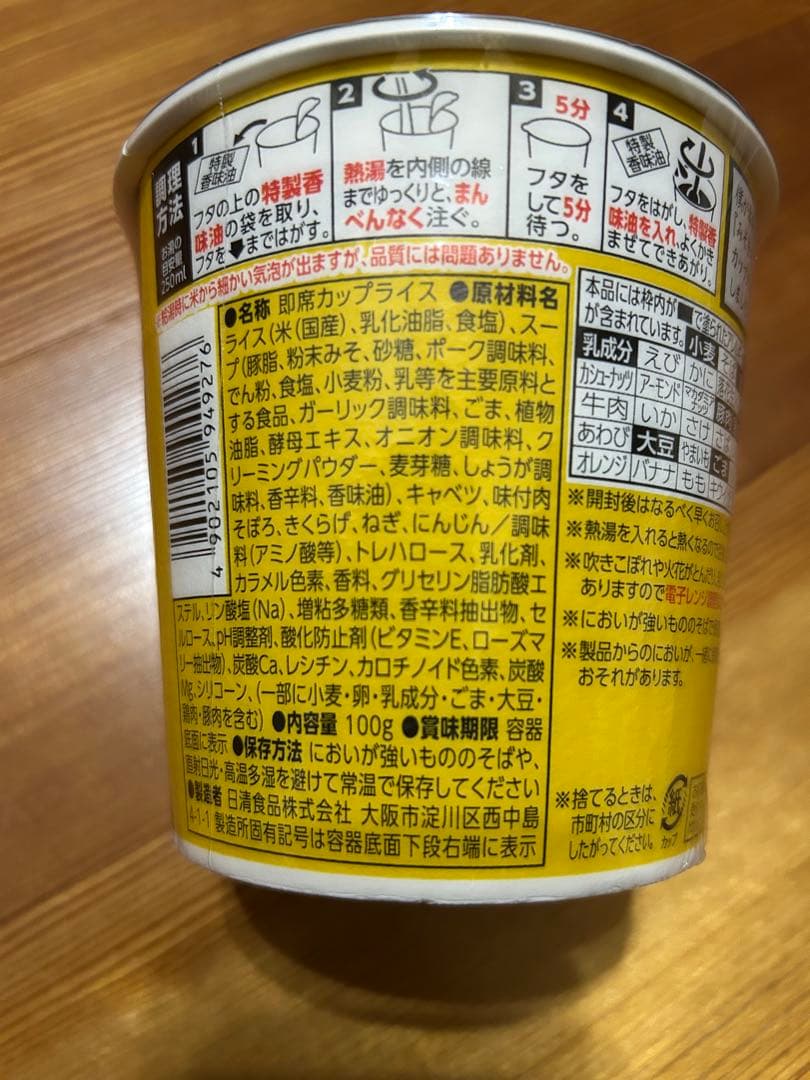 調理
方法
お湯の
目安量
250ml
1
特製
香味油
フタの上の特製香
味油の袋を取り、
フタを⬇まではがす。
2
熱湯を内側の線
までゆっくりと、まん
べんなく注ぐ。
3
5分
フタを
して5分
待つ。
4
特製
香味油
フタをはがし、特製香
味油を入れ、よくかき
まぜてできあがり。
※給湯時に米から細かい気泡が出ますが、品質には問題ありません。
4 902105 949276
●名称 即席カップライス ●原材料名
ライス(米(国産)、乳化油脂、食塩)、スー
プ(豚脂、粉末みそ、砂糖、ポーク調味料、
でん粉、食塩、小麦粉、乳等を主要原料と
する食品、ガーリック調味料、ごま、植物
油脂、酵母エキス、オニオン調味料、ク
リーミングパウダー、麦芽糖、しょうが調
味料、香辛料、香味油)、キャベツ、味付肉
そぼろ、きくらげ、ねぎ、にんじん/調味
料(アミノ酸等)、トレハロース、乳化剤、
カラメル色素、香料、グリセリン脂肪酸エ
ステル、リン酸塩(Na)、増粘多糖類、香辛料抽出物、セ
ルロース、pH調整剤、酸化防止剤(ビタミンE、ローズマ
リー抽出物)、炭酸Ca、レシチン、カロチノイド色素、炭酸
Mg、シリコーン、(一部に小麦・卵・乳成分・ごま・大豆・
鶏肉・豚肉を含む) ●内容量 100g ●賞味期限 容器
底面に表示 ●保存方法 においが強いもののそばや、
直射日光・高温多湿を避けて常温で保存してください
●製造者 日清食品株式会社 大阪市淀川区西中島
4-1-1 製造所固有記号は容器底面下段右端に表示
本品には枠内が■で塗られた
が含まれています。 小麦
乳成分 えび かに
カシューナッツ アーモンド マカダミアナッツ
牛肉 いか さけ
あわび 大豆 やまいも ごま
オレンジ バナナ もも
※開封後はなるべく早く
※熱湯を入れると熱くなるので
※吹きこぼれや火花が
ありますので電子レンジ
※においが強いもののそばで
※製品からのにおいが、
おそれがあります。
※捨てるときは、
市町村の区分に
したがってください。
紙
カップ